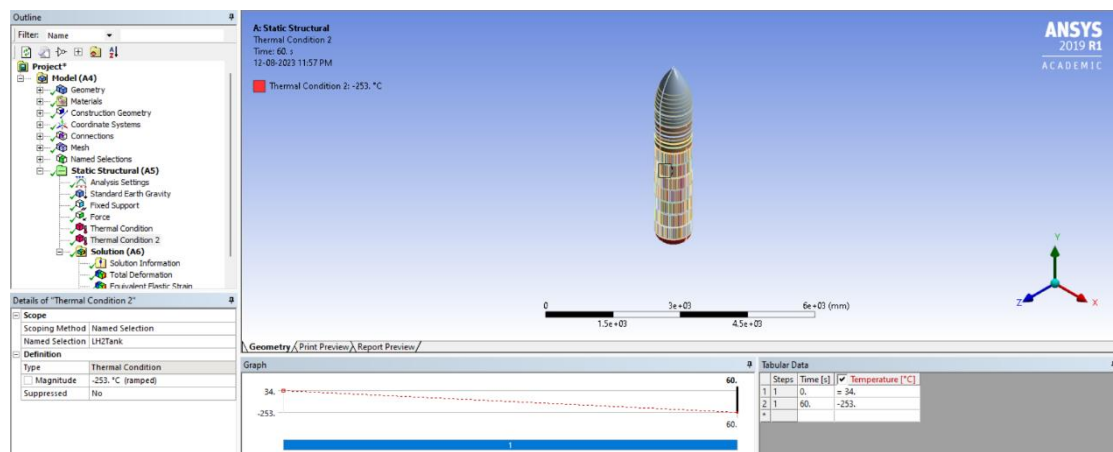 Outline
Filter: Name
Project*
Model (A4)
Geometry
Materials
Construction Geometry
Coordinate Systems
Connections
Mesh
Named Selections
Static Structural (A5)
Analysis Settings
Standard Earth Gravity
Fixed Support
Force
Thermal Condition
Thermal Condition 2
Solution (A6)
Solution Information
Total Deformation
Equivalent Elastic Strain
Details of "Thermal Condition 2"
Scope
Scoping Method Named Selection
Named Selection LH2Tank
Definition
Type Thermal Condition
Magnitude -253. °C (ramped)
Suppressed No
A: Static Structural
Thermal Condition 2
Time: 60. s
12-08-2023 11:57 PM
Thermal Condition 2: -253. °C
ANSYS
2019 R1
ACADEMIC
Y
Z
X
0 3e+03 6e+03 (mm)
1.5e+03 4.5e+03
Geometry Print Preview Report Preview
Graph
60.
34.
-253.
60.
1
Tabular Data
Steps Time [s] Temperature [°C]
1 1 0. = 34.
2 1 60. -253.
*